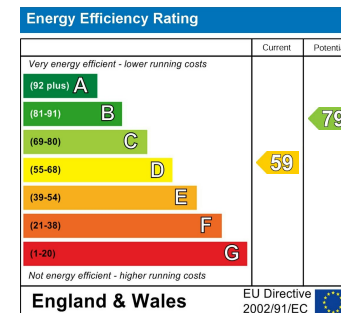 Energy Efficiency Rating
Current Potenti
Very energy efficient - lower running costs
(92 plus) A
(81-91) B
79
(69-80) C
(55-68) D
59
(39-54) E
(21-38) F
(1-20) G
Not energy efficient - higher running costs
England & Wales
EU Directive
2002/91/EC